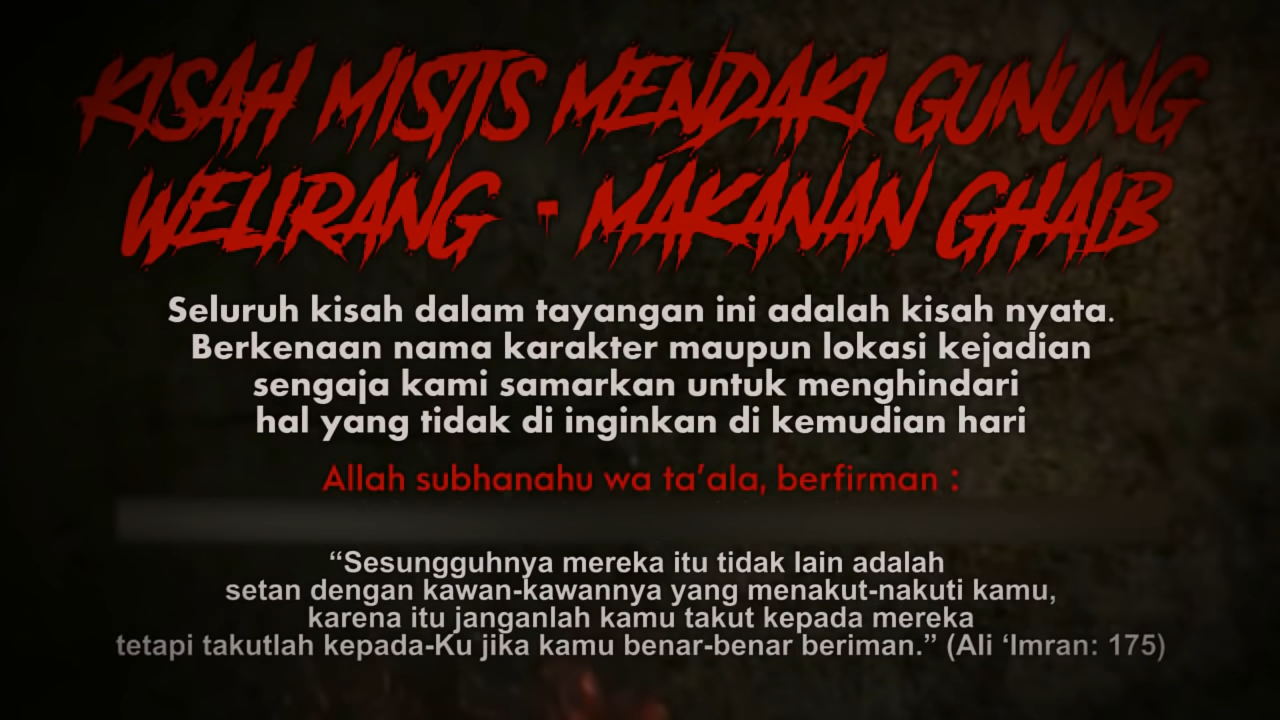 KISAH MISTIS MENDAKI GUNUNG
WELIRANG - MAKANAN GHAIB
Seluruh kisah dalam tayangan ini adalah kisah nyata.
Berkenaan nama karakter maupun lokasi kejadian
sengaja kami samarkan untuk menghindari
hal yang tidak di inginkan di kemudian hari
Allah subhanahu wa ta'ala, berfirman :
“Sesungguhnya mereka itu tidak lain adalah
setan dengan kawan-kawannya yang menakut-nakuti kamu,
karena itu janganlah kamu takut kepada mereka
tetapi takutlah kepada-Ku jika kamu benar-benar beriman.” (Ali ‘Imran: 175)